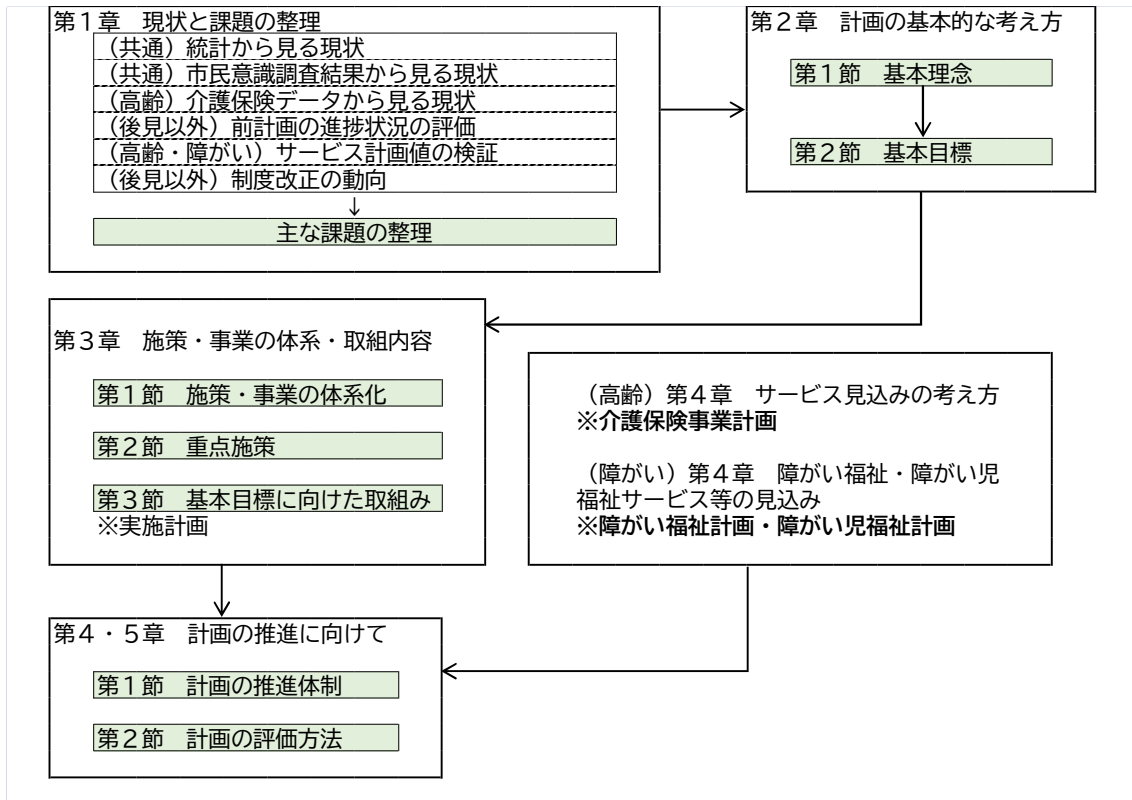 第１章　現状と課題の整理
（共通）統計から見る現状
（共通）市民意識調査結果から見る現状
（高齢）介護保険データから見る現状
（後見以外）前計画の進捗状況の評価
（高齢・障がい）サービス計画値の検証
（後見以外）制度改正の動向
↓
主な課題の整理
第２章　計画の基本的な考え方
第１節　基本理念
第２節　基本目標
第３章　施策・事業の体系・取組内容
第１節　施策・事業の体系化
第２節　重点施策
第３節　基本目標に向けた取組み
※実施計画
（高齢）第４章　サービス見込みの考え方
※介護保険事業計画
（障がい）第４章　障がい福祉・障がい児
福祉サービス等の見込み
※障がい福祉計画・障がい児福祉計画
第４・５章　計画の推進に向けて
第１節　計画の推進体制
第２節　計画の評価方法